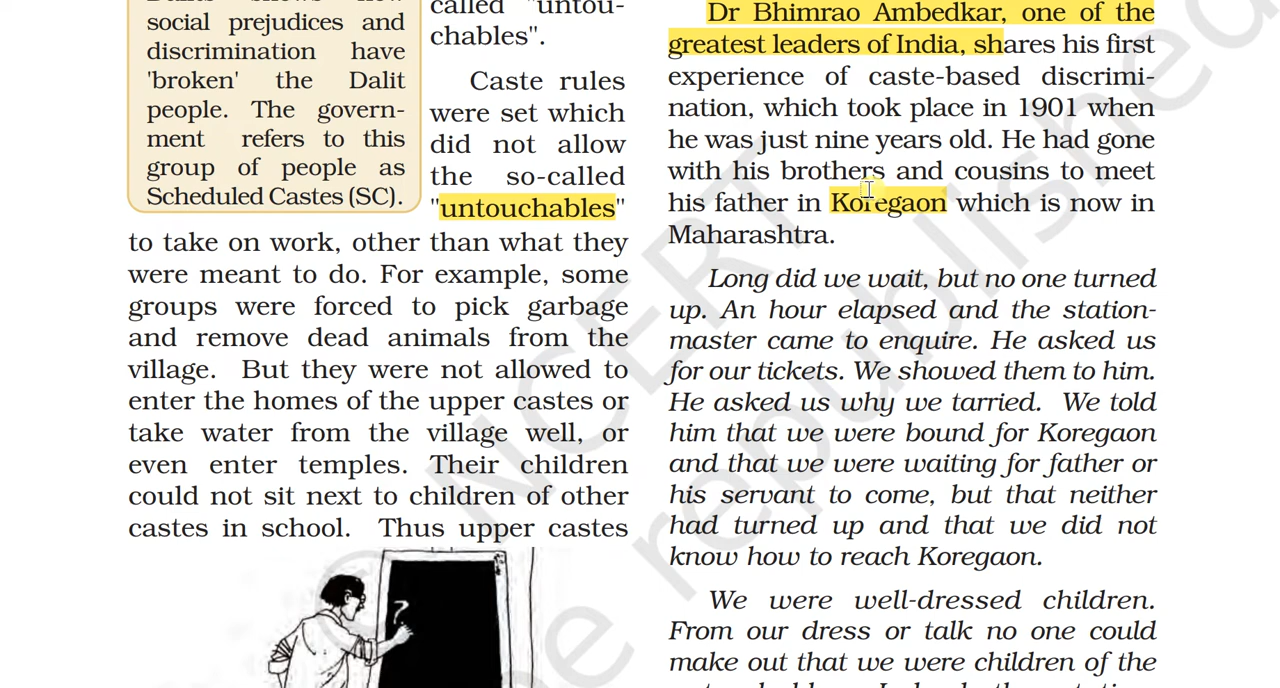 Dalits shows how
social prejudices and
discrimination have
'broken' the Dalit
people. The govern-
ment refers to this
group of people as
Scheduled Castes (SC).
called "untou-
chables".
Caste rules
were set which
did not allow
the so-called
"untouchables"
to take on work, other than what they
were meant to do. For example, some
groups were forced to pick garbage
and remove dead animals from the
village. But they were not allowed to
enter the homes of the upper castes or
take water from the village well, or
even enter temples. Their children
could not sit next to children of other
castes in school. Thus upper castes
?
Dr Bhimrao Ambedkar, one of the
greatest leaders of India, shares his first
experience of caste-based discrimi-
nation, which took place in 1901 when
he was just nine years old. He had gone
with his brothers and cousins to meet
his father in Koregaon which is now in
Maharashtra.
Long did we wait, but no one turned
up. An hour elapsed and the station-
master came to enquire. He asked us
for our tickets. We showed them to him.
He asked us why we tarried. We told
him that we were bound for Koregaon
and that we were waiting for father or
his servant to come, but that neither
had turned up and that we did not
know how to reach Koregaon.
We were well-dressed children.
From our dress or talk no one could
make out that we were children of the
© NCERT
be republished